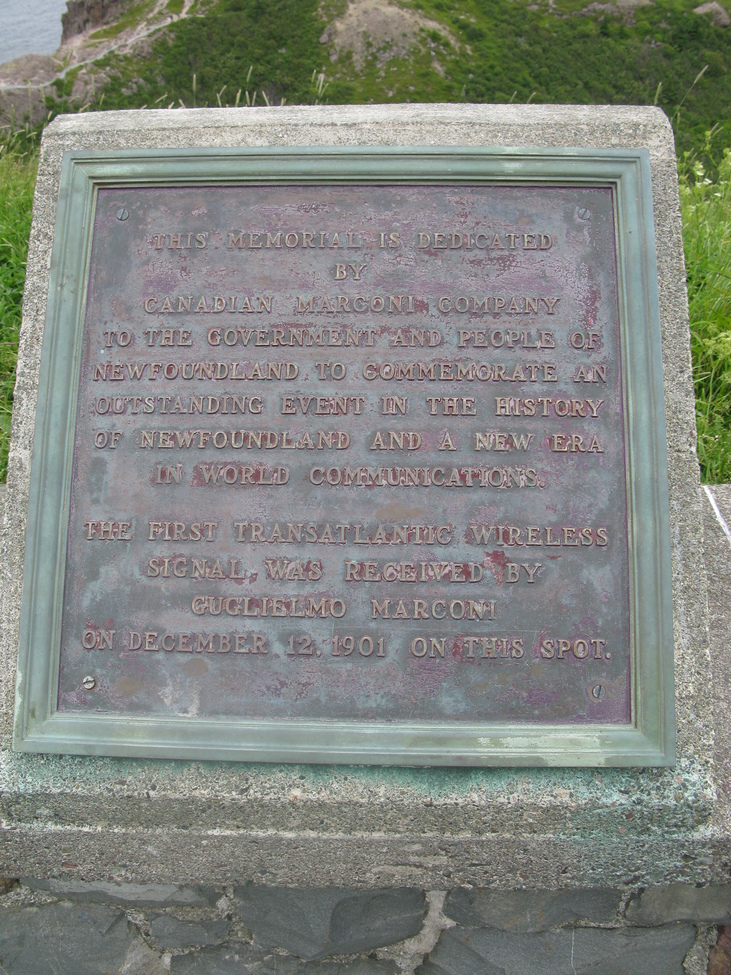 THIS MEMORIAL IS DEDICATED
BY
CANADIAN MARCONI COMPANY
TO THE GOVERNMENT AND PEOPLE OF
NEWFOUNDLAND TO COMMEMORATE AN
OUTSTANDING EVENT IN THE HISTORY
OF NEWFOUNDLAND AND A NEW ERA
IN WORLD COMMUNICATIONS.
THE FIRST TRANSATLANTIC WIRELESS
SIGNAL WAS RECEIVED BY
GUGLIELMO MARCONI
ON DECEMBER 12, 1901 ON THIS SPOT.